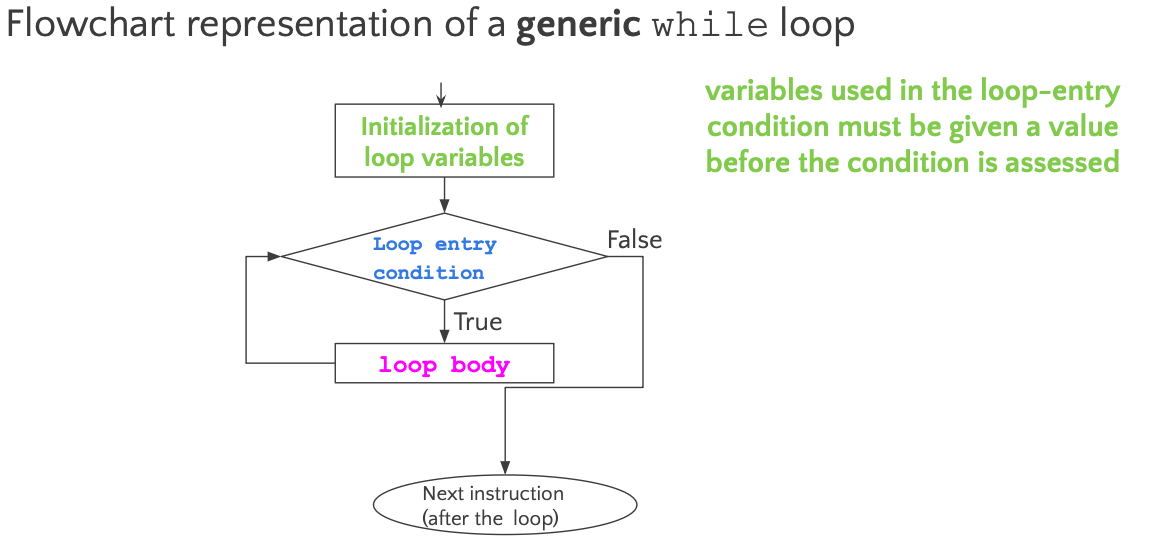 Flowchart representation of a generic while loop
variables used in the loop-entry
condition must be given a value
before the condition is assessed
Initialization of
loop variables
Loop entry
condition
False
True
loop body
Next instruction
(after the loop)